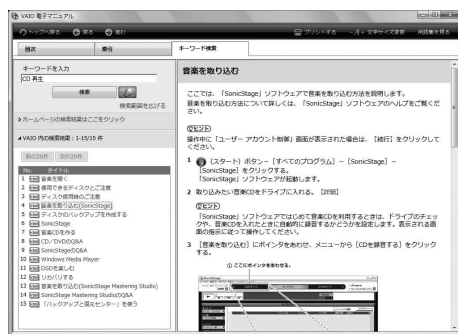 VAIO 電子マニュアル
トップへ戻る 戻る 進む プリントする -A+ 文字サイズ変更 用語集を見る
目次 索引 キーワード検索
キーワードを入力
CD 再生
検索
検索範囲を広げる
ホームページの検索結果はここをクリック
VAIO 内の検索結果：1-15/15 件
前の20件 次の20件
No. タイトル
1 音楽を聞く
2 使用できるディスクとご注意
3 ディスク使用時のご注意
4 音楽を取り込む(SonicStage)
5 ディスクのバックアップを作成する
6 SonicStage
7 音楽CDを作る
8 CD／DVDのQ&A
9 SonicStageのQ&A
10 Windows Media Player
11 DSDを楽しむ
12 リカバリする
13 音楽を取り込む(SonicStage Mastering Studio)
14 SonicStage Mastering StudioのQ&A
15 「バックアップと復元センター」を使う
音楽を取り込む
ここでは、「SonicStage」ソフトウェアで音楽を取り込む方法を説明します。
音楽を取り込む方法について詳しくは、「SonicStage」ソフトウェアのヘルプをご覧くだ
さい。
ヒント
操作中に「ユーザー アカウント制御」画面が表示された場合は、［続行］をクリックして
ください。
1 （スタート）ボタン－［すべてのプログラム］－［SonicStage］－
［SonicStage］をクリックする。
「SonicStage」ソフトウェアが起動します。
2 取り込みたい音楽CDをドライブに入れる。［詳細］
ヒント
「SonicStage」ソフトウェアではじめて音楽CDを利用するときは、ドライブのチェッ
クや、音楽CDを入れたときに自動的に録音するかどうかを設定します。表示される画
面の指示に従って操作してください。
3 ［音楽を取り込む］にポインタをあわせ、メニューから［CDを録音する］をクリック
する。
① ここにポインタをあわせる。